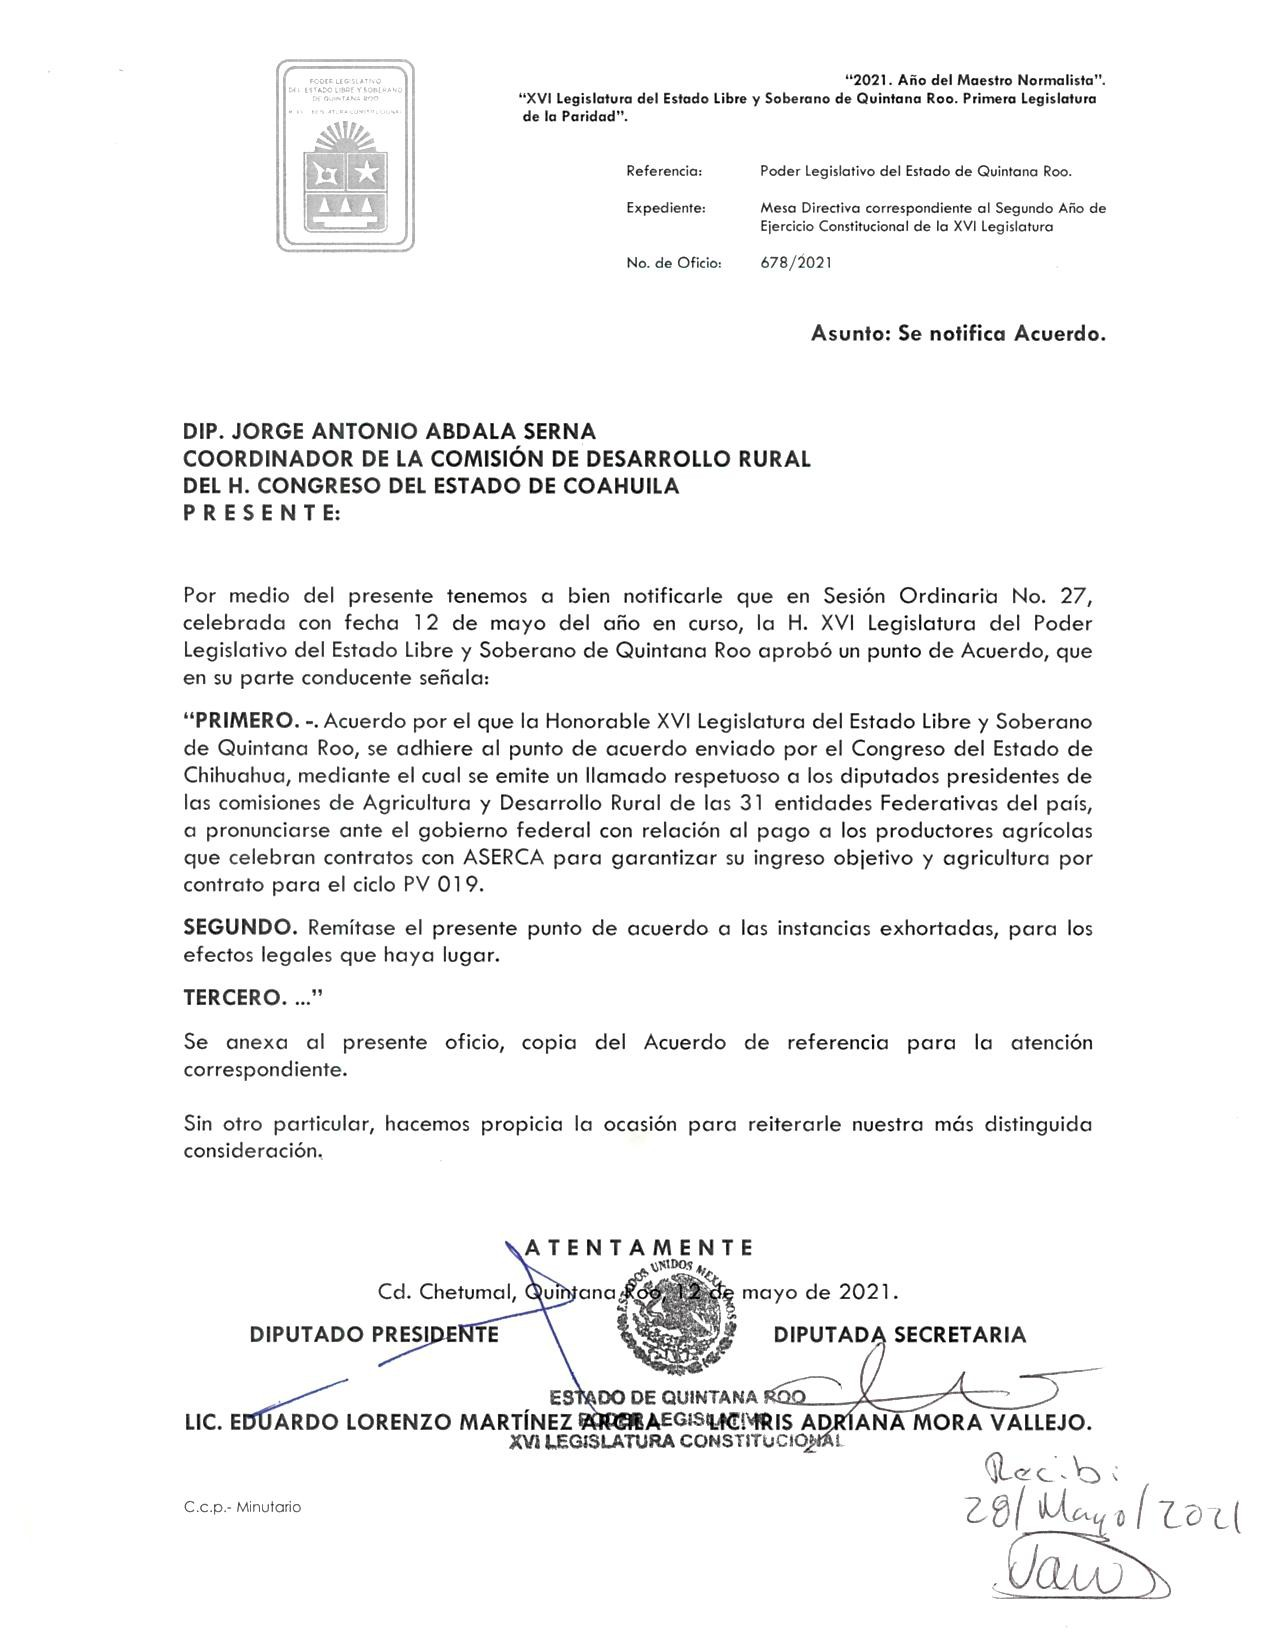 PODER LEGISLATIVO
DEL ESTADO LIBRE Y SOBERANO
DE QUINTANA ROO
“2021. Año del Maestro Normalista”.
“XVI Legislatura del Estado Libre y Soberano de Quintana Roo. Primera Legislatura
de la Paridad”.
Referencia: Poder Legislativo del Estado de Quintana Roo.
Expediente: Mesa Directiva correspondiente al Segundo Año de
Ejercicio Constitucional de la XVI Legislatura
No. de Oficio: 678/2021
Asunto: Se notifica Acuerdo.
DIP. JORGE ANTONIO ABDALA SERNA
COORDINADOR DE LA COMISIÓN DE DESARROLLO RURAL
DEL H. CONGRESO DEL ESTADO DE COAHUILA
P R E S E N T E:
Por medio del presente tenemos a bien notificarle que en Sesión Ordinaria No. 27,
celebrada con fecha 12 de mayo del año en curso, la H. XVI Legislatura del Poder
Legislativo del Estado Libre y Soberano de Quintana Roo aprobó un punto de Acuerdo, que
en su parte conducente señala:
“PRIMERO. -. Acuerdo por el que la Honorable XVI Legislatura del Estado Libre y Soberano
de Quintana Roo, se adhiere al punto de acuerdo enviado por el Congreso del Estado de
Chihuahua, mediante el cual se emite un llamado respetuoso a los diputados presidentes de
las comisiones de Agricultura y Desarrollo Rural de las 31 entidades Federativas del país,
a pronunciarse ante el gobierno federal con relación al pago a los productores agrícolas
que celebran contratos con ASERCA para garantizar su ingreso objetivo y agricultura por
contrato para el ciclo PV 019.
SEGUNDO. Remítase el presente punto de acuerdo a las instancias exhortadas, para los
efectos legales que haya lugar.
TERCERO. ...”
Se anexa al presente oficio, copia del Acuerdo de referencia para la atención
correspondiente.
Sin otro particular, hacemos propicia la ocasión para reiterarle nuestra más distinguida
consideración.
A T E N T A M E N T E
ESTADOS UNIDOS MEXICANOS
Cd. Chetumal, Quintana Roo, 12 de mayo de 2021.
DIPUTADO PRESIDENTE DIPUTADA SECRETARIA
ESTADO DE QUINTANA ROO
LIC. EDUARDO LORENZO MARTÍNEZ LIC. IRIS ADRIANA MORA VALLEJO.
PODER LEGISLATIVO
XVI LEGISLATURA CONSTITUCIONAL
Recibi
28/Mayo/2021
C.c.p.- Minutario